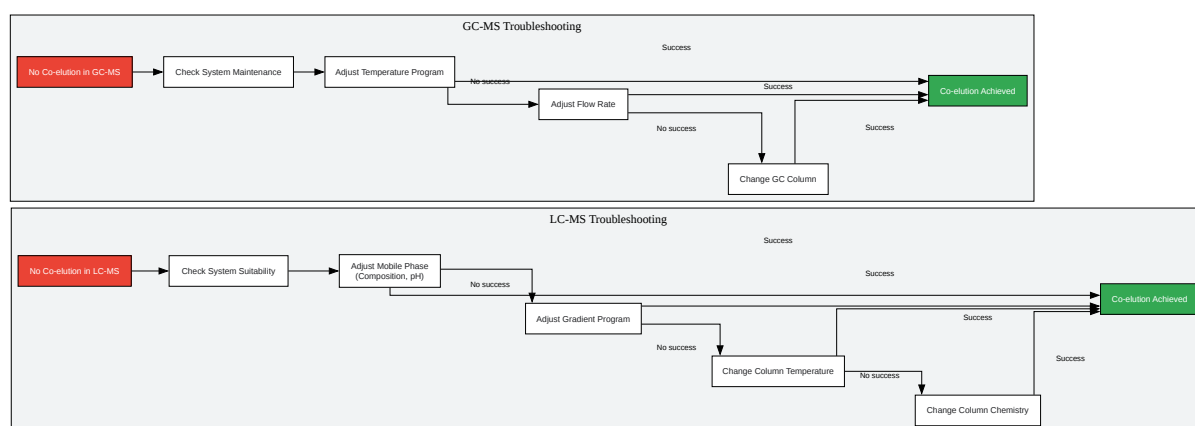 GC-MS Troubleshooting
Success
No Co-elution in GC-MS
Check System Maintenance
Adjust Temperature Program
No success
Success
Co-elution Achieved
Adjust Flow Rate
No success
Success
Change GC Column
LC-MS Troubleshooting
Success
No Co-elution in LC-MS
Check System Suitability
Adjust Mobile Phase
(Composition, pH)
No success
Success
Co-elution Achieved
Adjust Gradient Program
Success
No success
Success
Change Column Temperature
No success
Change Column Chemistry